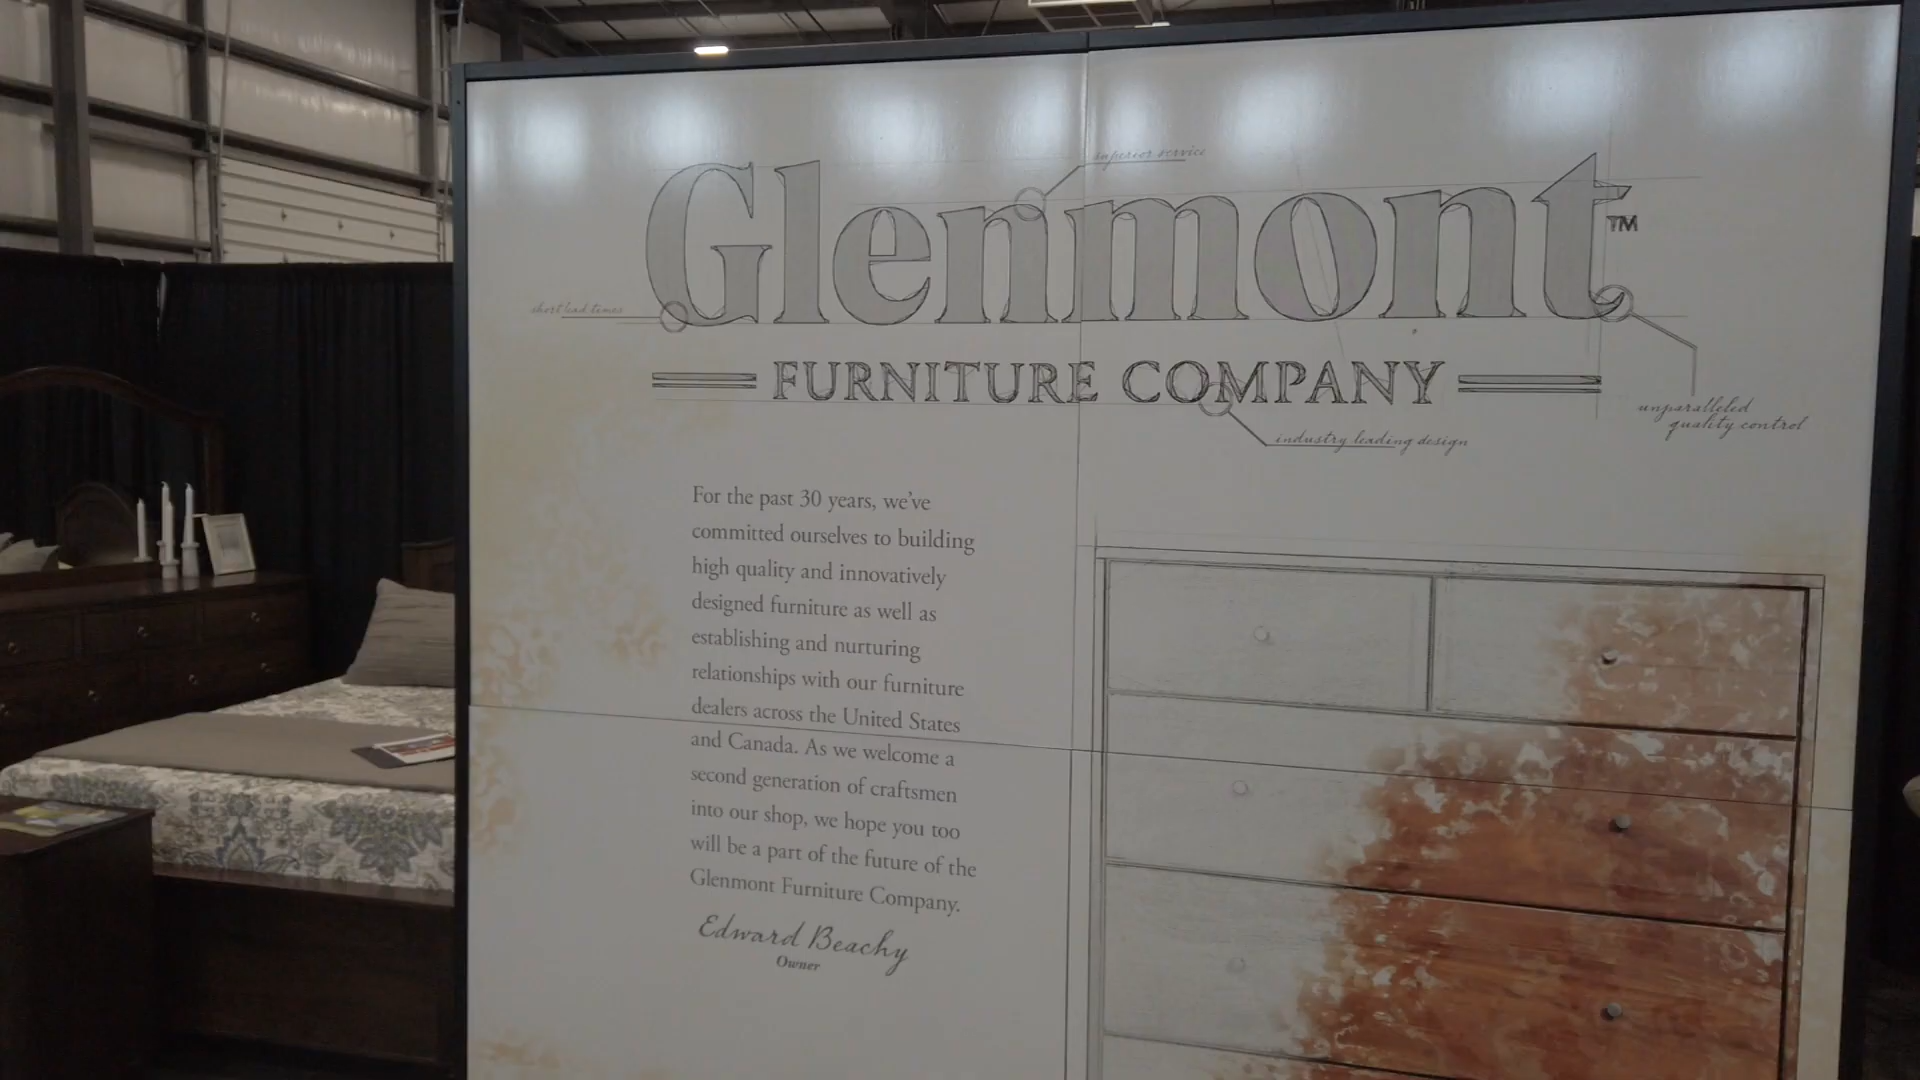 superior service
Glenmont™
short lead times
FURNITURE COMPANY
unparalleled
quality control
industry leading design
For the past 30 years, we've
committed ourselves to building
high quality and innovatively
designed furniture as well as
establishing and nurturing
relationships with our furniture
dealers across the United States
and Canada. As we welcome a
second generation of craftsmen
into our shop, we hope you too
will be a part of the future of the
Glenmont Furniture Company.
Edward Beachy
Owner